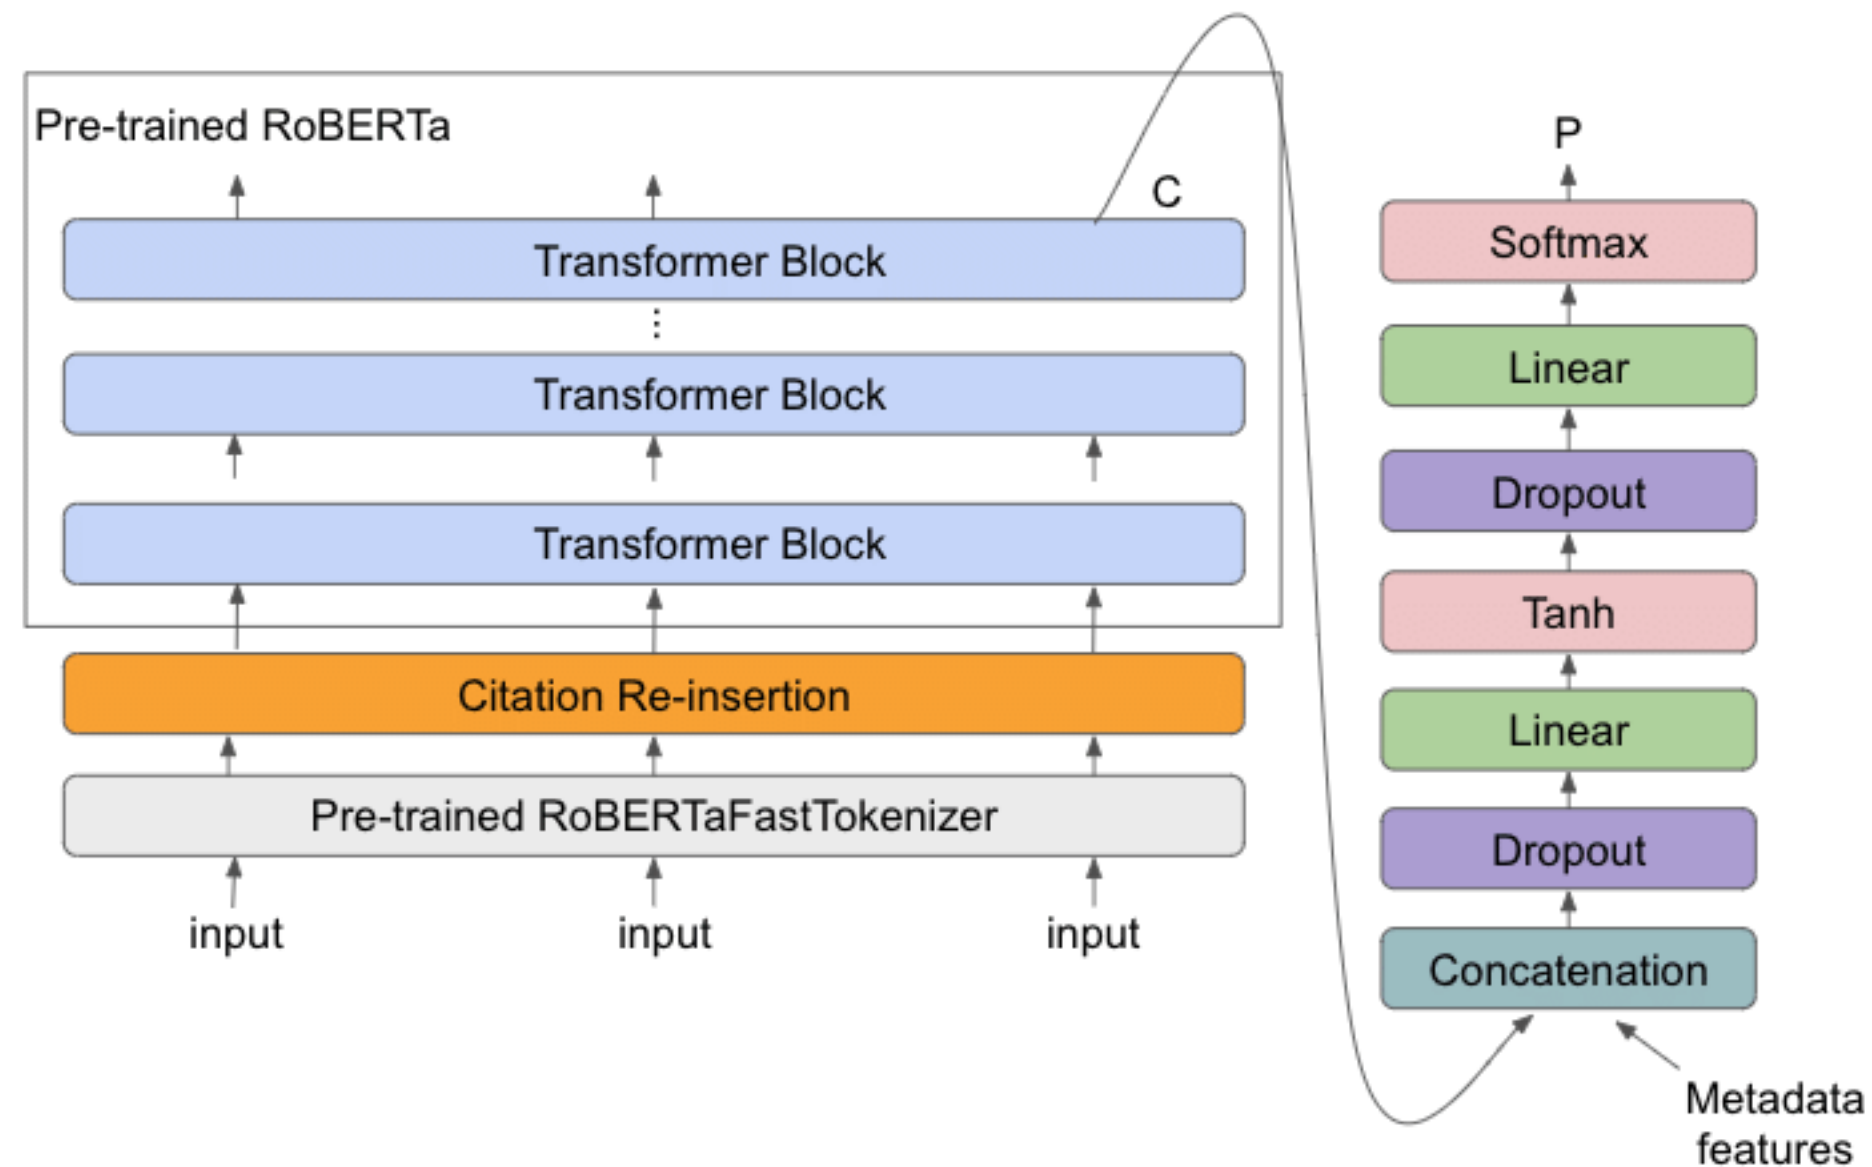 Pre-trained RoBERTa
C
Transformer Block
Transformer Block
Transformer Block
Citation Re-insertion
Pre-trained RoBERTaFastTokenizer
input input input
P
Softmax
Linear
Dropout
Tanh
Linear
Dropout
Concatenation
Metadata
features